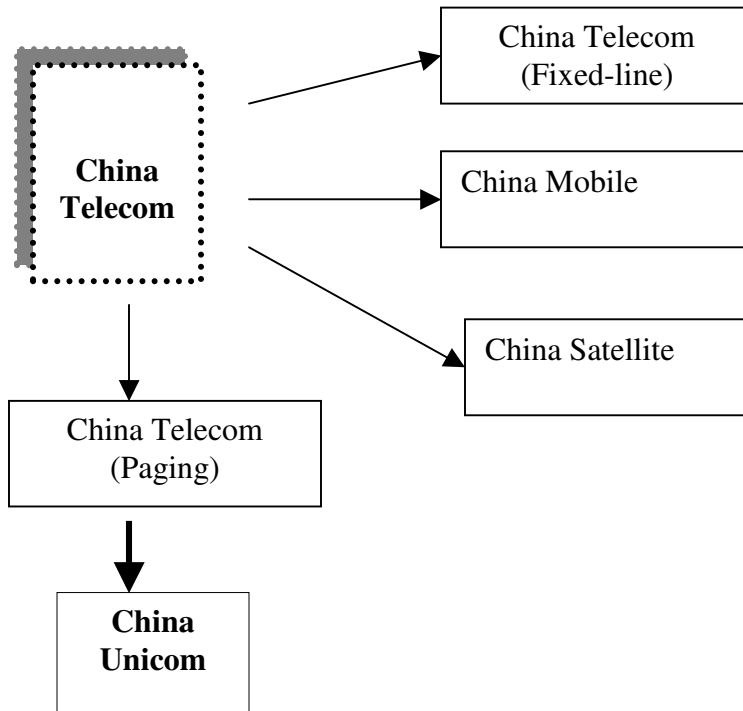 China Telecom
(Fixed-line)
China
Telecom
China Mobile
China Satellite
China Telecom
(Paging)
China
Unicom